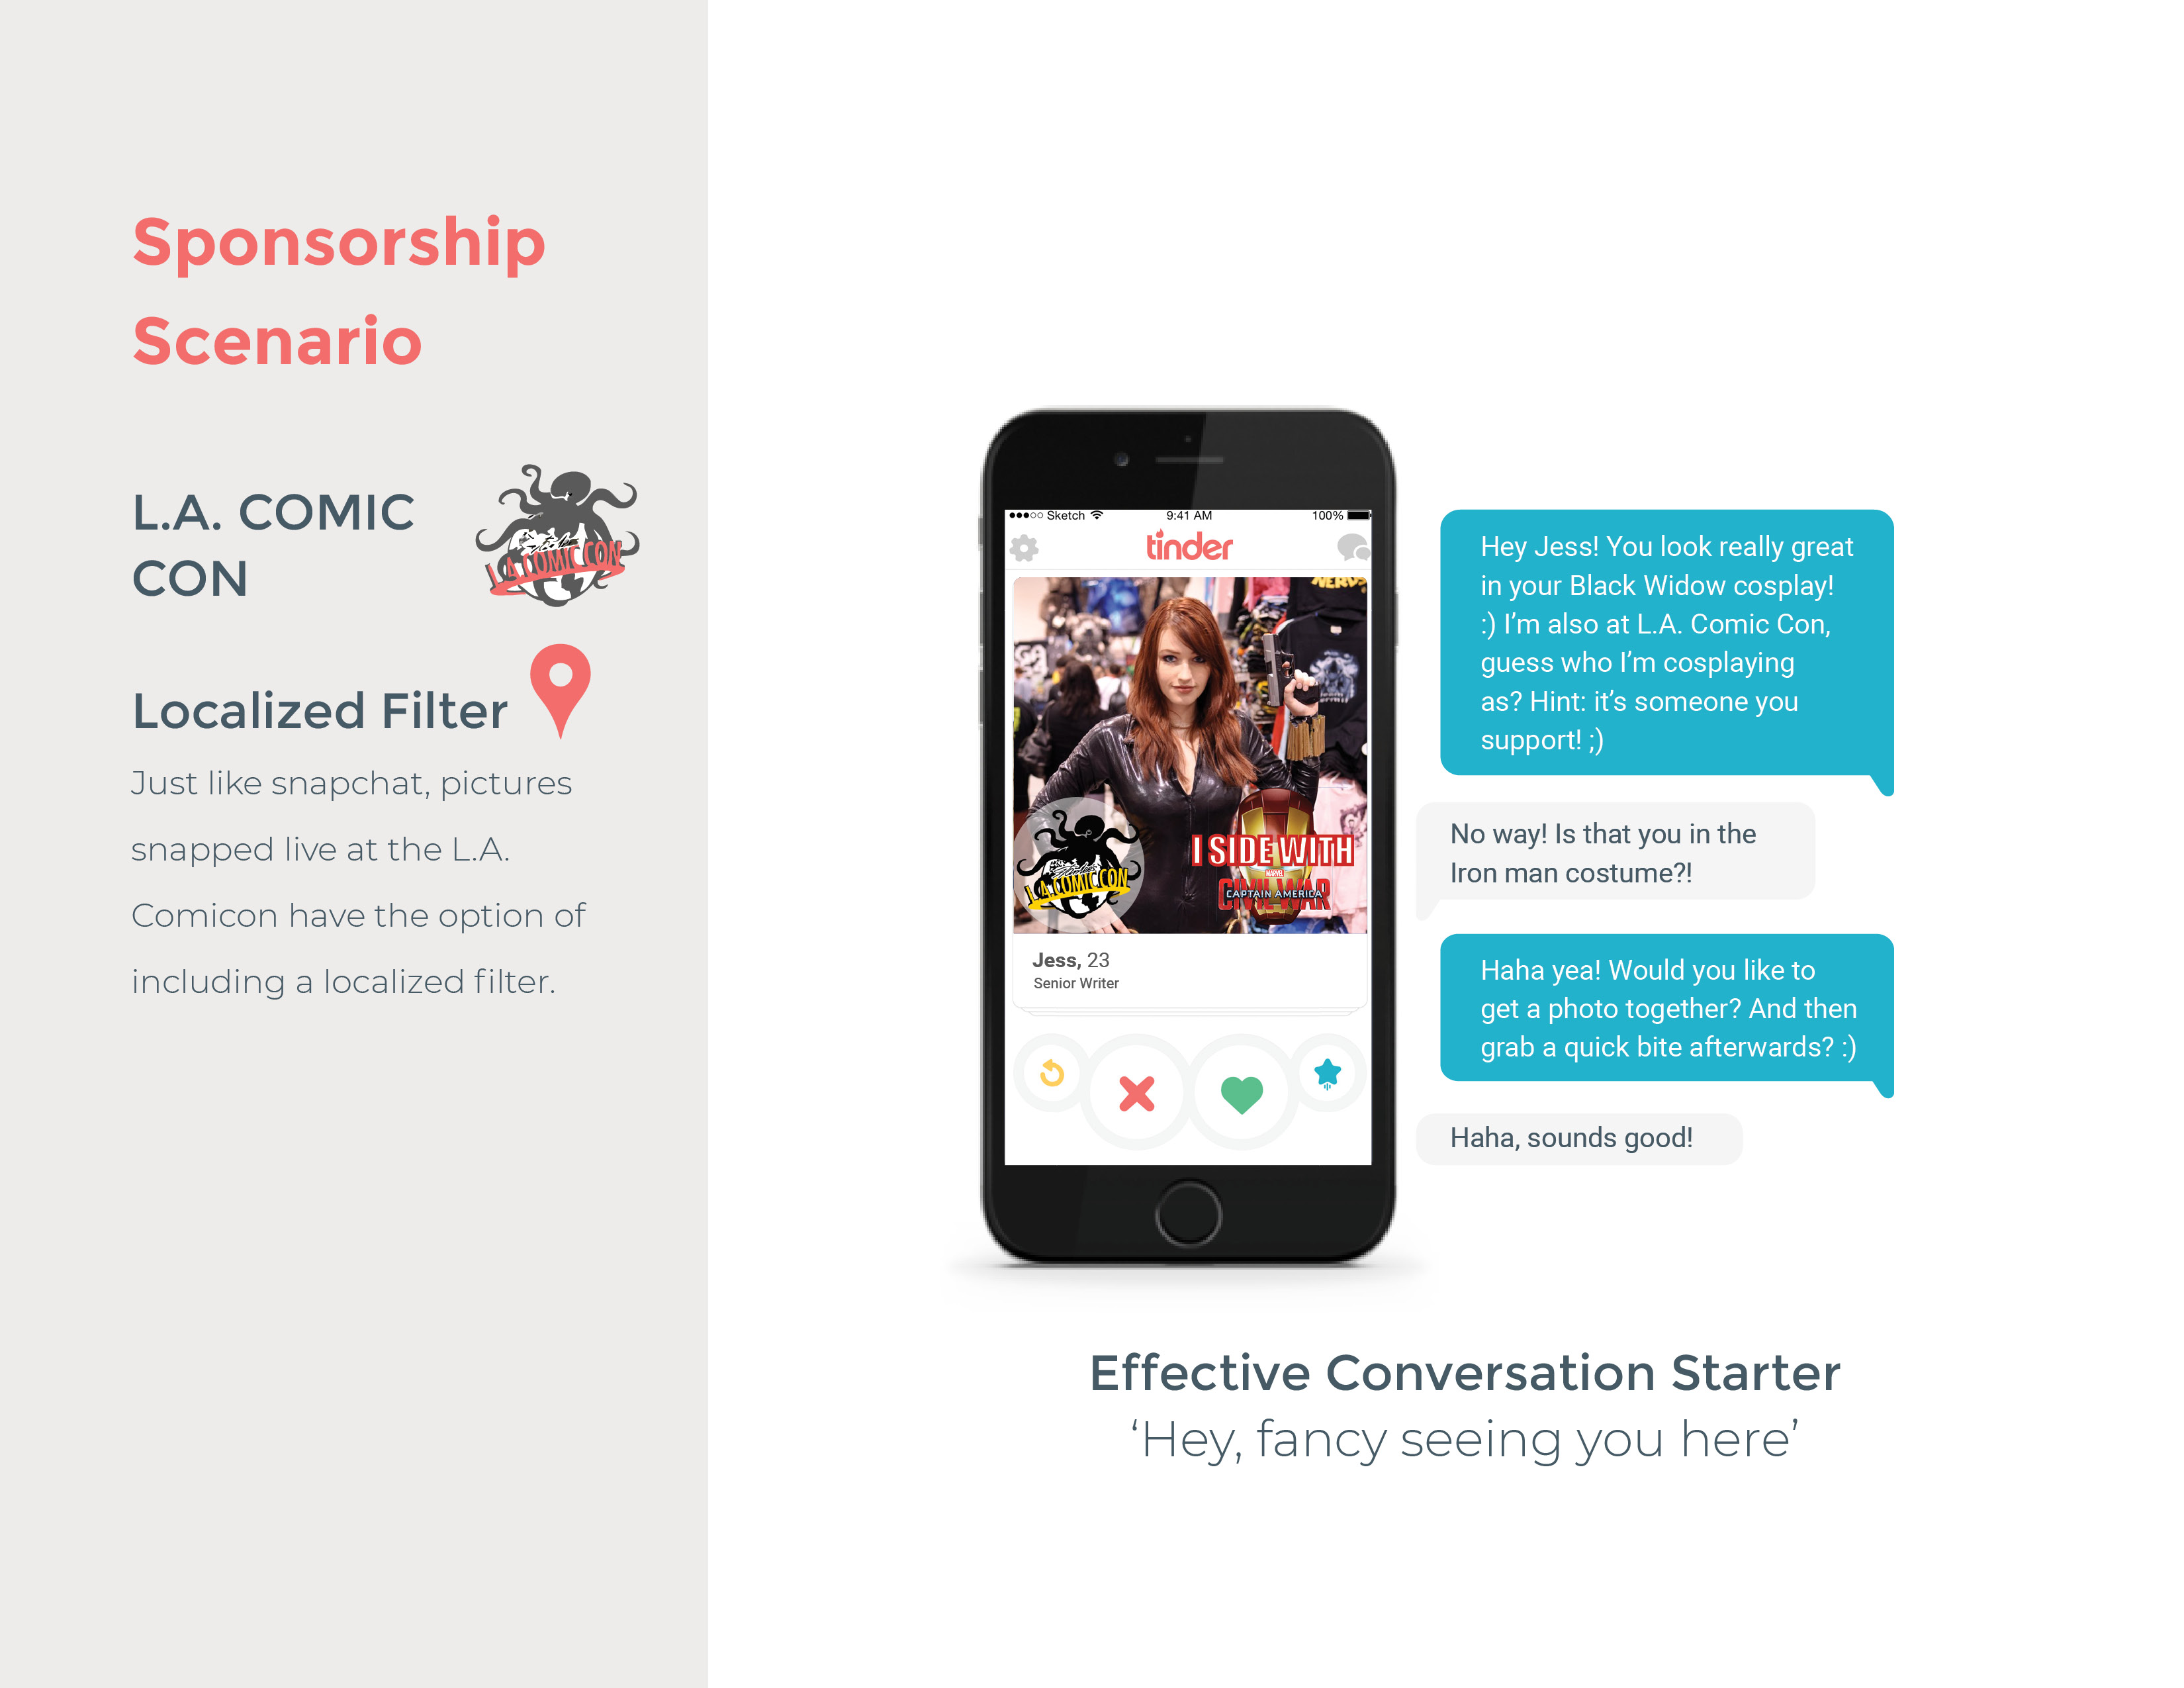 Sponsorship
Scenario
L.A. COMIC
CON
L.A. COMIC CON
Localized Filter
Just like snapchat, pictures
snapped live at the L.A.
Comicon have the option of
including a localized filter.
Sketch 9:41 AM 100%
tinder
NERDS
I SIDE WITH
MARVEL
CAPTAIN AMERICA
CIVIL WAR
L.A. COMIC CON
Jess, 23
Senior Writer
Hey Jess! You look really great
in your Black Widow cosplay!
:) I’m also at L.A. Comic Con,
guess who I’m cosplaying
as? Hint: it’s someone you
support! ;)
No way! Is that you in the
Iron man costume?!
Haha yea! Would you like to
get a photo together? And then
grab a quick bite afterwards? :)
Haha, sounds good!
Effective Conversation Starter
‘Hey, fancy seeing you here’